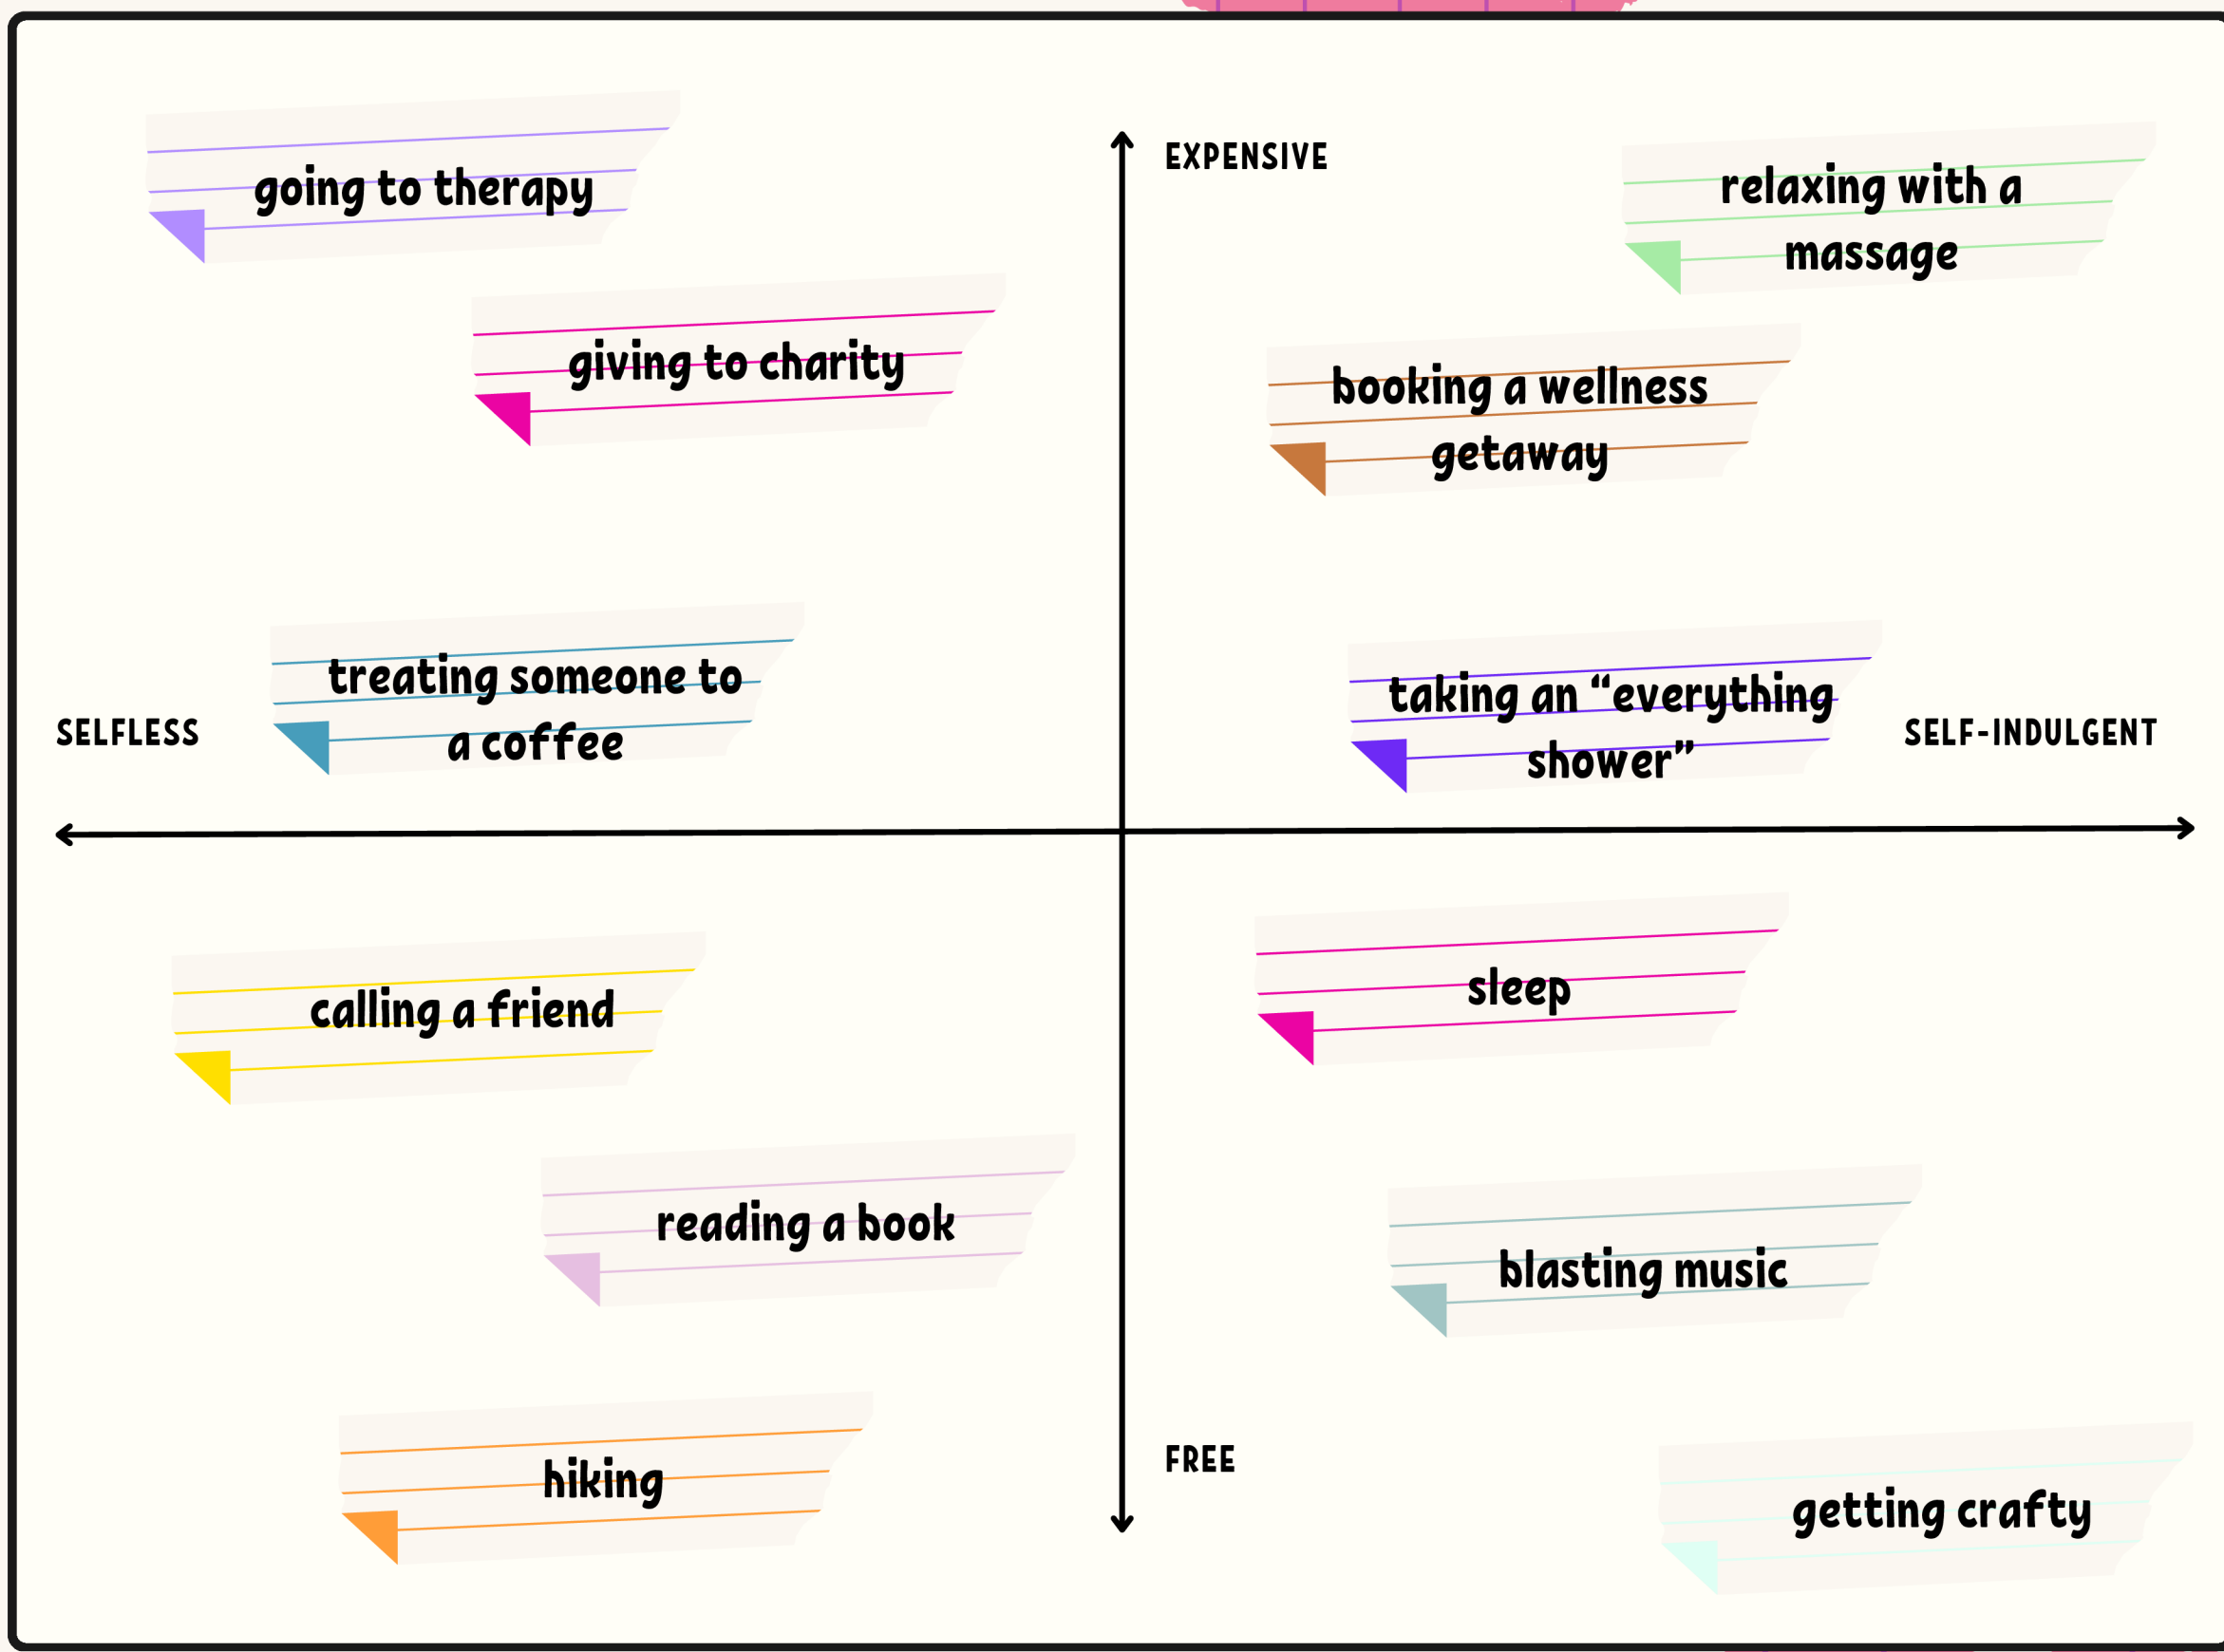 going to therapy
EXPENSIVE
relaxing with a
massage
giving to charity
booking a wellness
getaway
treating someone to
a coffee
SELFLESS
taking an “everything
shower”
SELF-INDULGENT
calling a friend
sleep
reading a book
blasting music
hiking
FREE
getting crafty